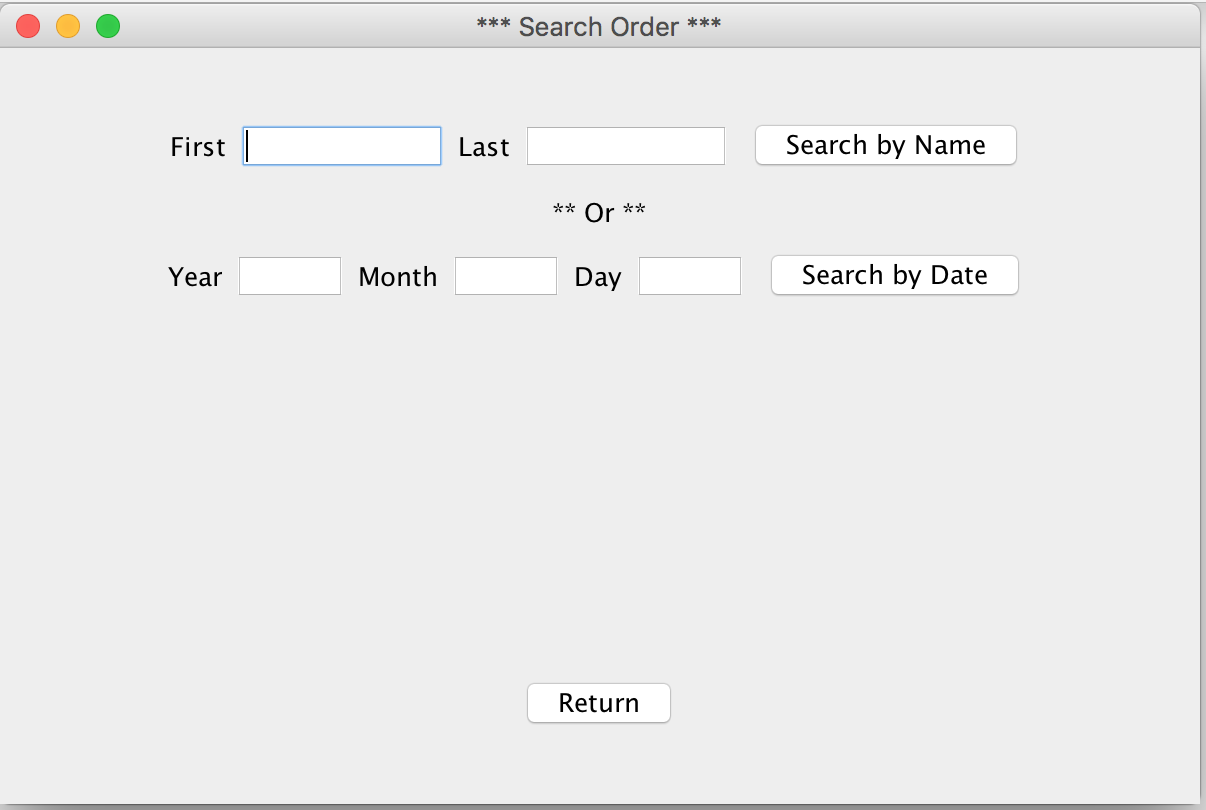 *** Search Order ***
First Last Search by Name
** Or **
Year Month Day Search by Date
Return